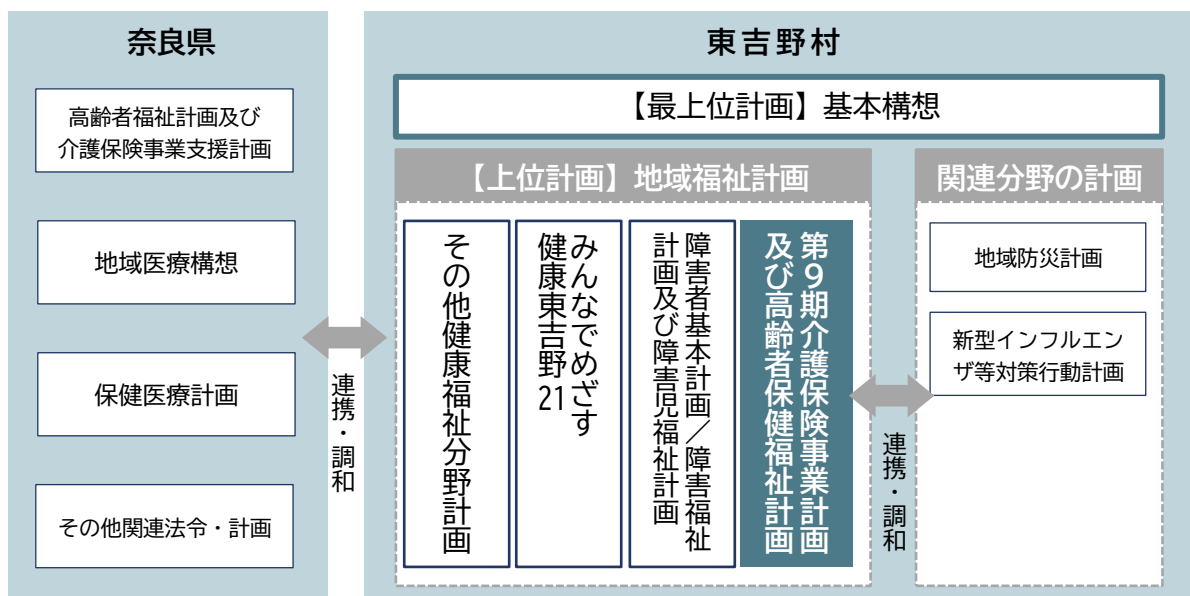 奈良県
高齢者福祉計画及び
介護保険事業支援計画
地域医療構想
保健医療計画
その他関連法令・計画
連携・調和
東吉野村
【最上位計画】基本構想
【上位計画】地域福祉計画
その他健康福祉分野計画
みんなでめざす
健康東吉野21
障害者基本計画/障害福祉
計画及び障害児福祉計画
第9期介護保険事業計画
及び高齢者保健福祉計画
連携・調和
関連分野の計画
地域防災計画
新型インフルエン
ザ等対策行動計画